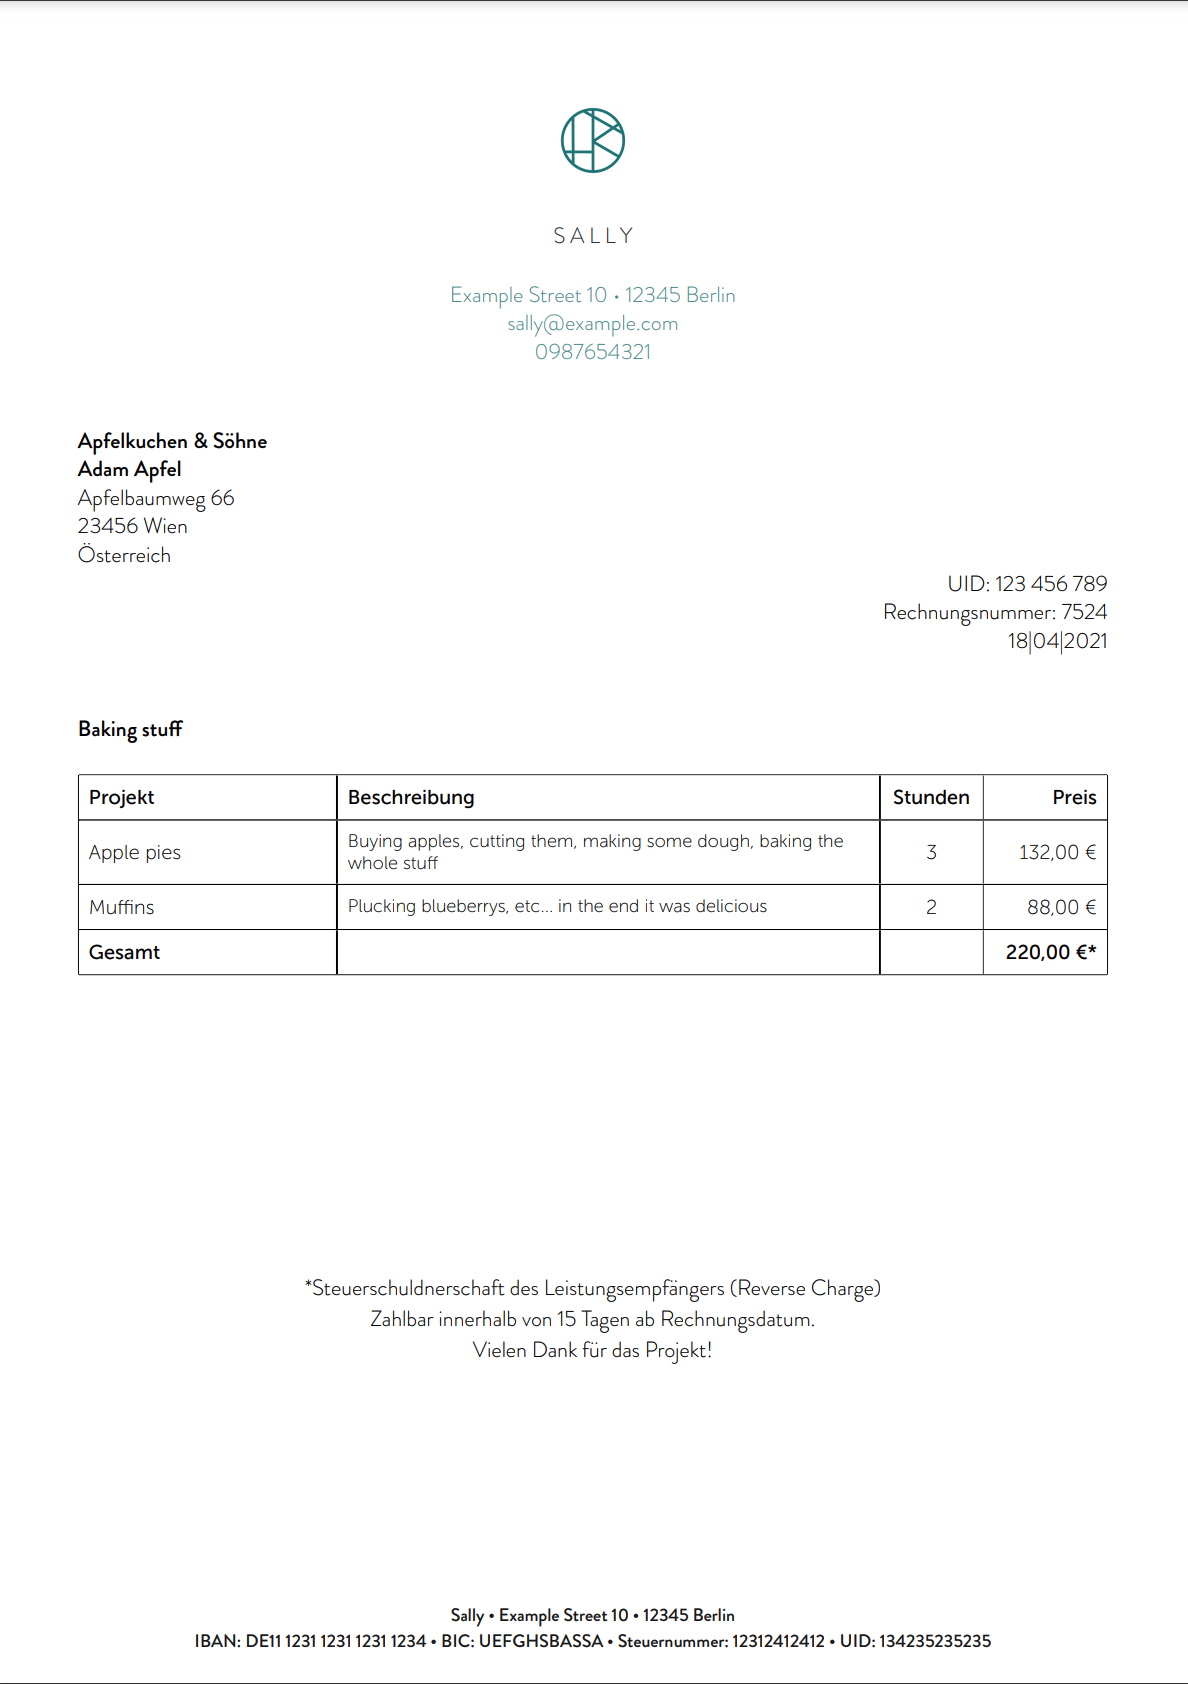 SALLY
Example Street 10 • 12345 Berlin
sally@example.com
0987654321
Apfelkuchen & Söhne
Adam Apfel
Apfelbaumweg 66
23456 Wien
Österreich
UID: 123 456 789
Rechnungsnummer: 7524
18|04|2021
Baking stuff
Projekt Beschreibung Stunden Preis
Apple pies Buying apples, cutting them, making some dough, baking the
whole stuff 3 132,00 €
Muffins Plucking blueberrys, etc... in the end it was delicious 2 88,00 €
Gesamt 220,00 €*
*Steuerschuldnerschaft des Leistungsempfängers (Reverse Charge)
Zahlbar innerhalb von 15 Tagen ab Rechnungsdatum.
Vielen Dank für das Projekt!
Sally • Example Street 10 • 12345 Berlin
IBAN: DE11 1231 1231 1231 1234 • BIC: UEFGHSBASSA • Steuernummer: 12312412412 • UID: 134235235235